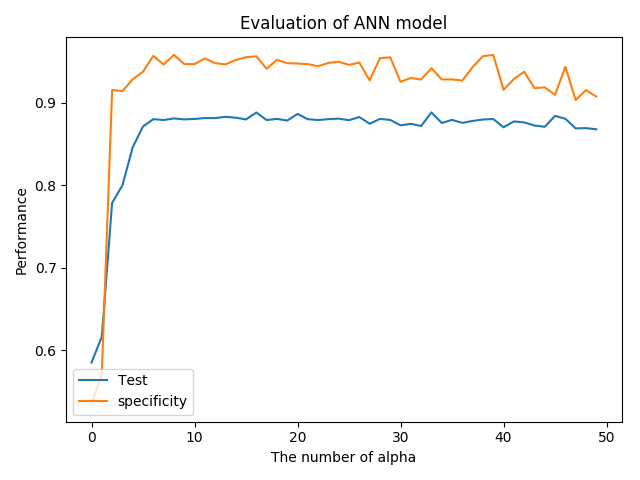 Evaluation of ANN model
Performance
0.9
0.8
0.7
0.6
Test
specificity
0
10
20
30
40
50
The number of alpha